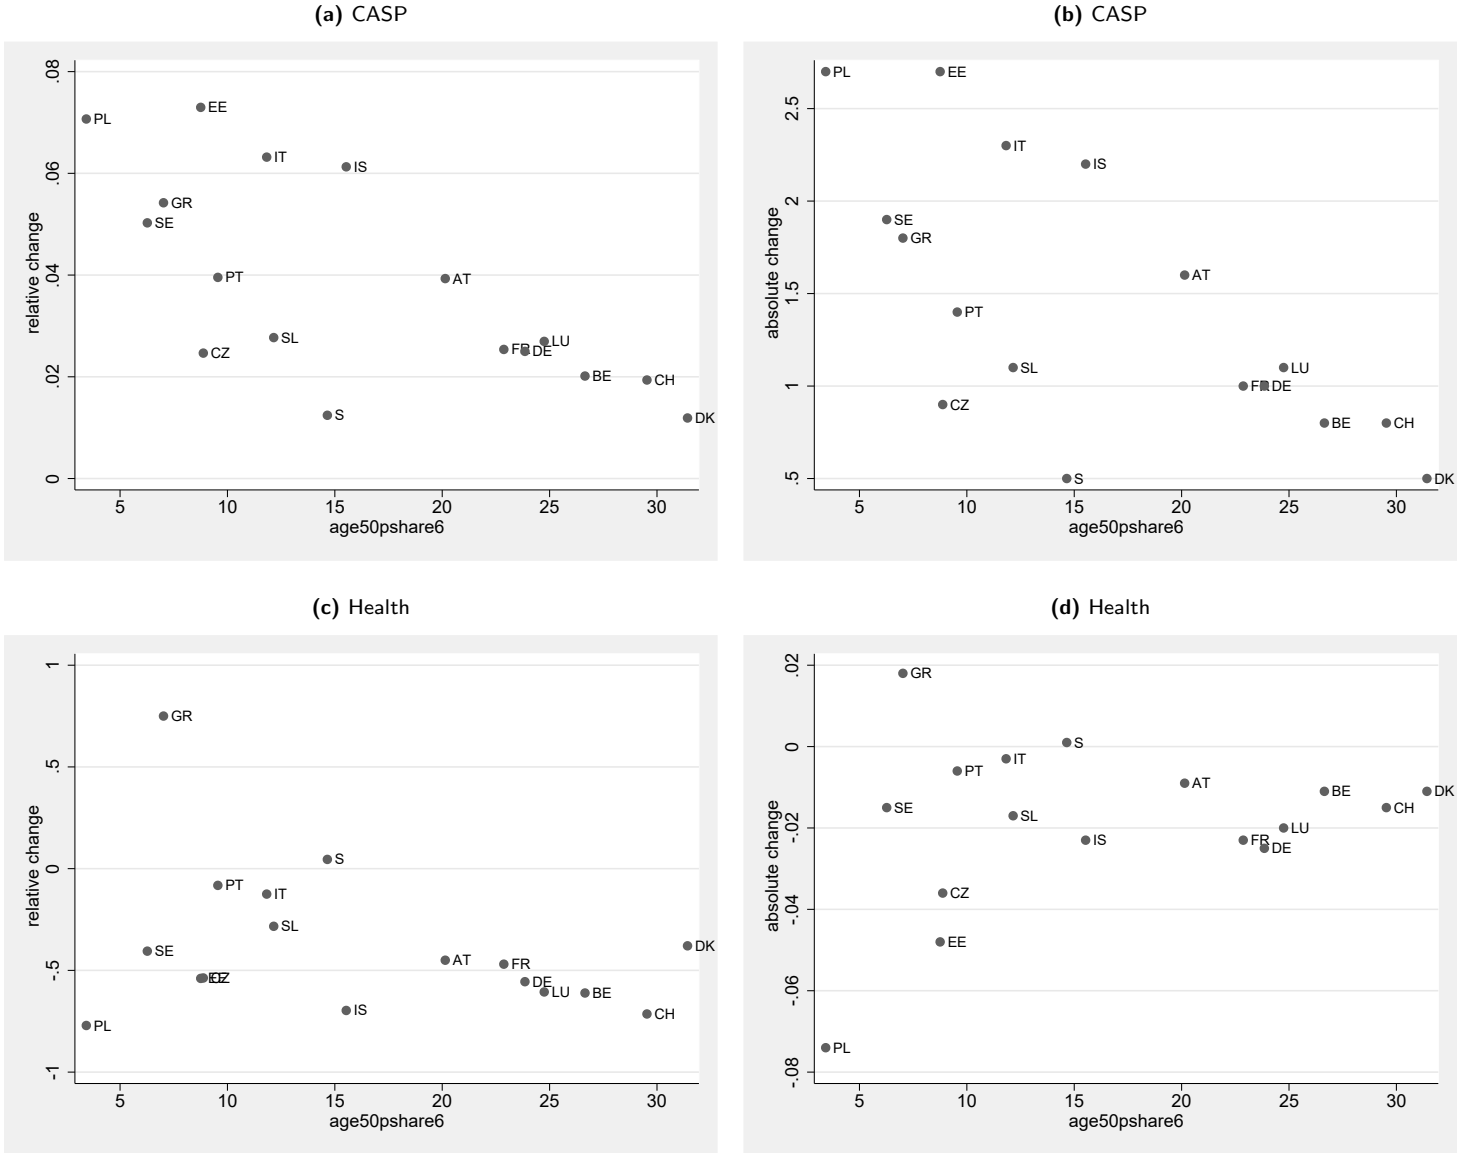 (a) CASP
.08
.06
.04
.02
0
relative change
PL
EE
IT
IS
GR
SE
PT
AT
SL
CZ
FR
DE
LU
BE
CH
S
DK
5 10 15 20 25 30
age50pshare6
(b) CASP
2.5
2
1.5
1
.5
absolute change
PL
EE
IT
IS
SE
GR
AT
PT
SL
LU
FR
DE
CZ
BE
CH
S
DK
5 10 15 20 25 30
age50pshare6
(c) Health
1
.5
0
-.5
-1
relative change
GR
S
PT
IT
SL
SE
DK
AT
FR
EE
CZ
DE
LU
BE
IS
CH
PL
5 10 15 20 25 30
age50pshare6
(d) Health
.02
0
-.02
-.04
-.06
-.08
absolute change
GR
S
IT
PT
AT
BE
DK
SE
CH
SL
LU
IS
FR
DE
CZ
EE
PL
5 10 15 20 25 30
age50pshare6